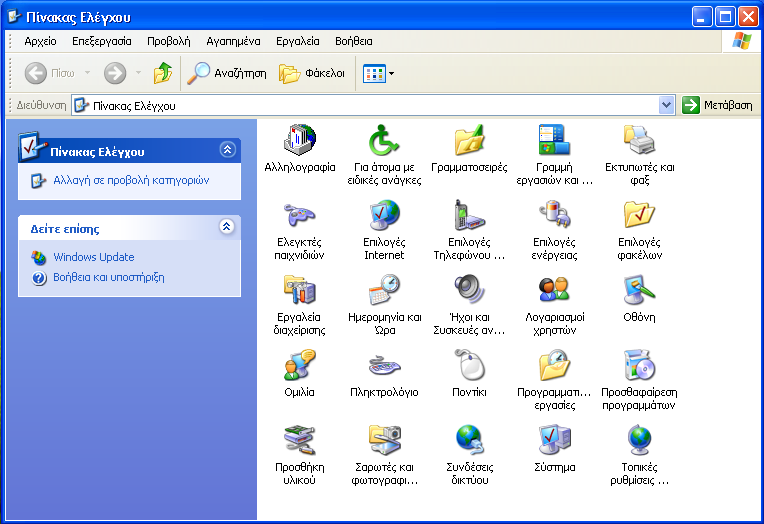 Πίνακας Ελέγχου
Αρχείο Επεξεργασία Προβολή Αγαπημένα Εργαλεία Βοήθεια
Πίσω Αναζήτηση Φάκελοι
Διεύθυνση Πίνακας Ελέγχου Μετάβαση
Πίνακας Ελέγχου
Αλλαγή σε προβολή κατηγοριών
Δείτε επίσης
Windows Update
Βοήθεια και υποστήριξη
Αλληλογραφία
Για άτομα με
ειδικές ανάγκες
Γραμματοσειρές
Γραμμή
εργασιών και ...
Εκτυπωτές και
φαξ
Ελεγκτές
παιχνιδιών
Επιλογές
Internet
Επιλογές
Τηλεφώνου ...
Επιλογές
ενέργειας
Επιλογές
φακέλων
Εργαλεία
διαχείρισης
Ημερομηνία και
Ώρα
Ήχοι και
Συσκευές αν...
Λογαριασμοί
χρηστών
Οθόνη
Ομιλία
Πληκτρολόγιο
Ποντίκι
Προγραμματι...
εργασίες
Προσθαφαίρεση
προγραμμάτων
Προσθήκη
υλικού
Σαρωτές και
φωτογραφι...
Συνδέσεις
δικτύου
Σύστημα
Τοπικές
ρυθμίσεις ...